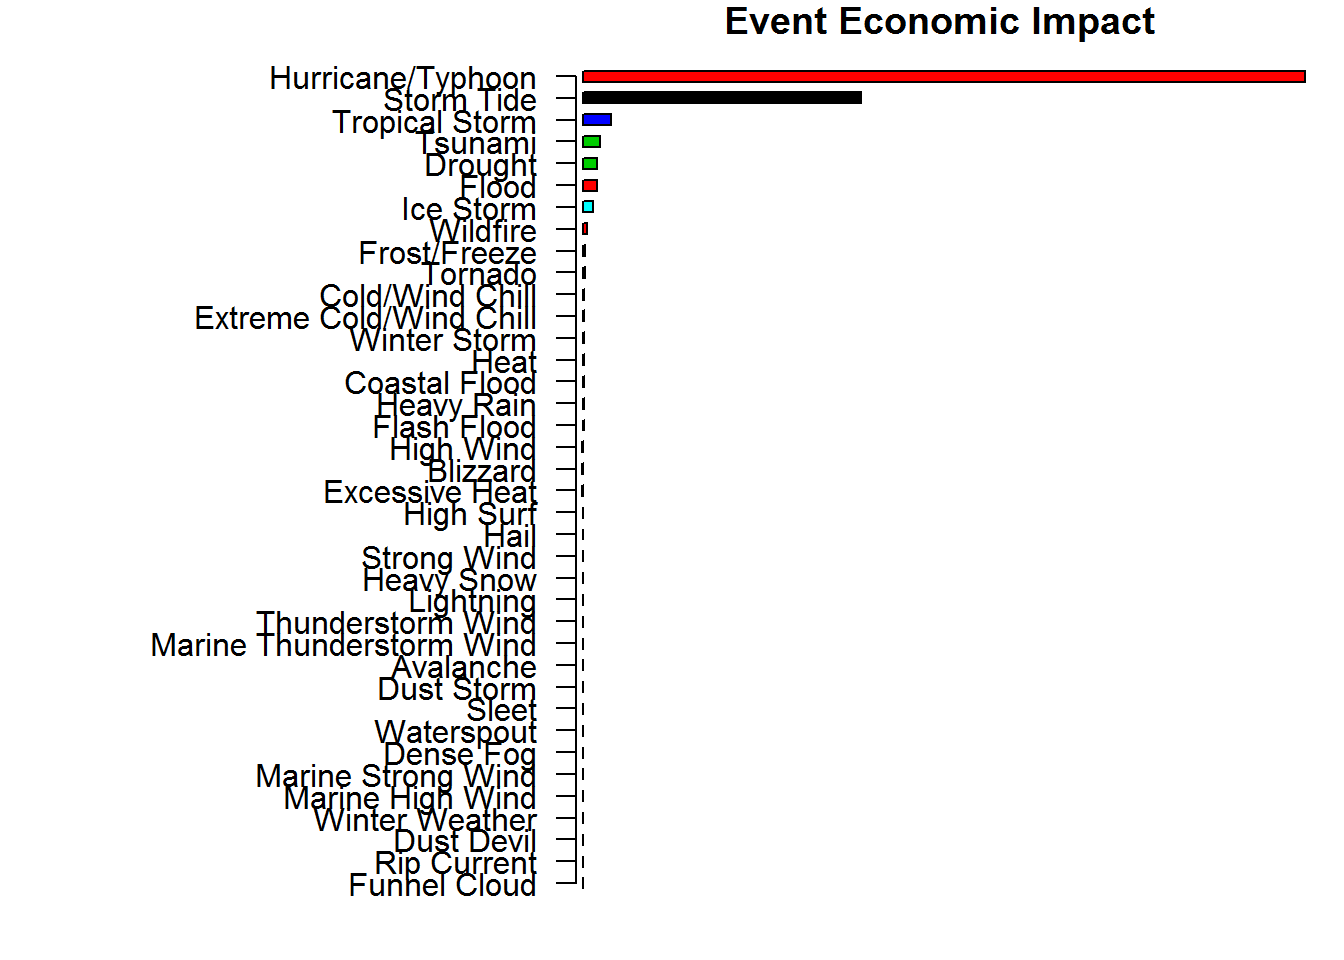 Event Economic Impact
Hurricane/Typhoon
Storm Tide
Tropical Storm
Tsunami
Drought
Flood
Ice Storm
Wildfire
Frost/Freeze
Tornado
Cold/Wind Chill
Extreme Cold/Wind Chill
Winter Storm
Heat
Coastal Flood
Heavy Rain
Flash Flood
High Wind
Blizzard
Excessive Heat
High Surf
Hail
Strong Wind
Heavy Snow
Lightning
Thunderstorm Wind
Marine Thunderstorm Wind
Avalanche
Dust Storm
Sleet
Waterspout
Dense Fog
Marine Strong Wind
Marine High Wind
Winter Weather
Dust Devil
Rip Current
Funnel Cloud